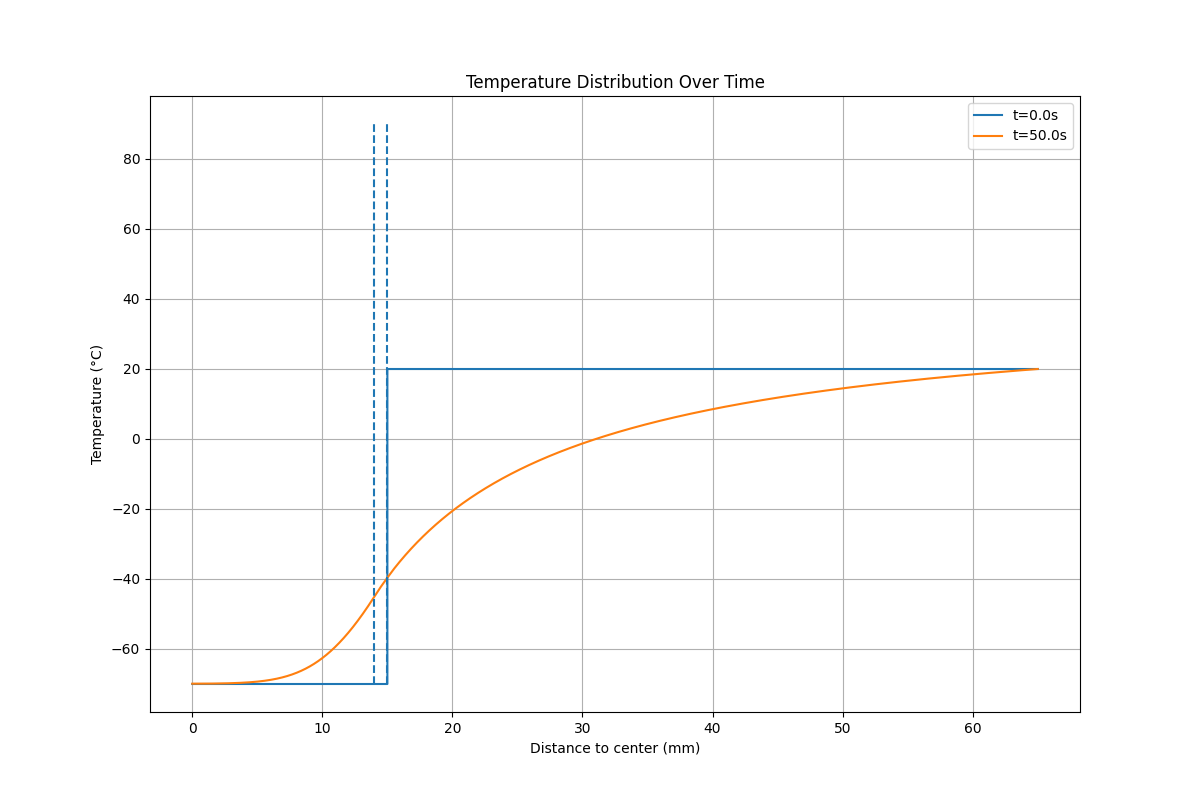 Temperature Distribution Over Time
t=0.0s
t=50.0s
80
60
40
20
0
−20
−40
−60
Temperature (°C)
0 10 20 30 40 50 60
Distance to center (mm)